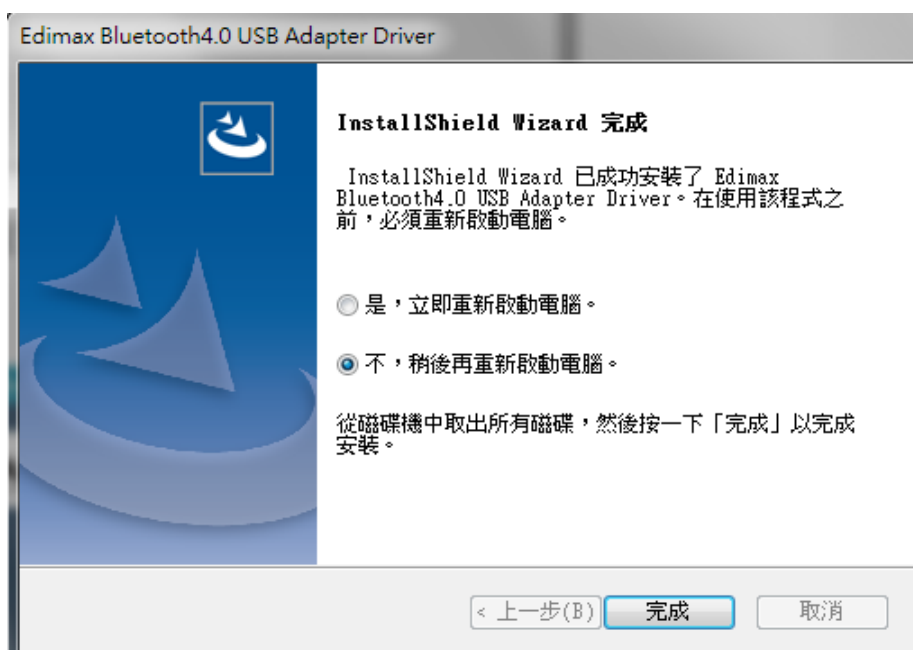 Edimax Bluetooth4.0 USB Adapter Driver
InstallShield Wizard 完成
InstallShield Wizard 已成功安裝了 Edimax
Bluetooth4.0 USB Adapter Driver。在使用該程式之
前，必須重新啟動電腦。
是，立即重新啟動電腦。
不，稍後再重新啟動電腦。
從磁碟機中取出所有磁碟，然後按一下「完成」以完成
安裝。
< 上一步(B) 完成 取消